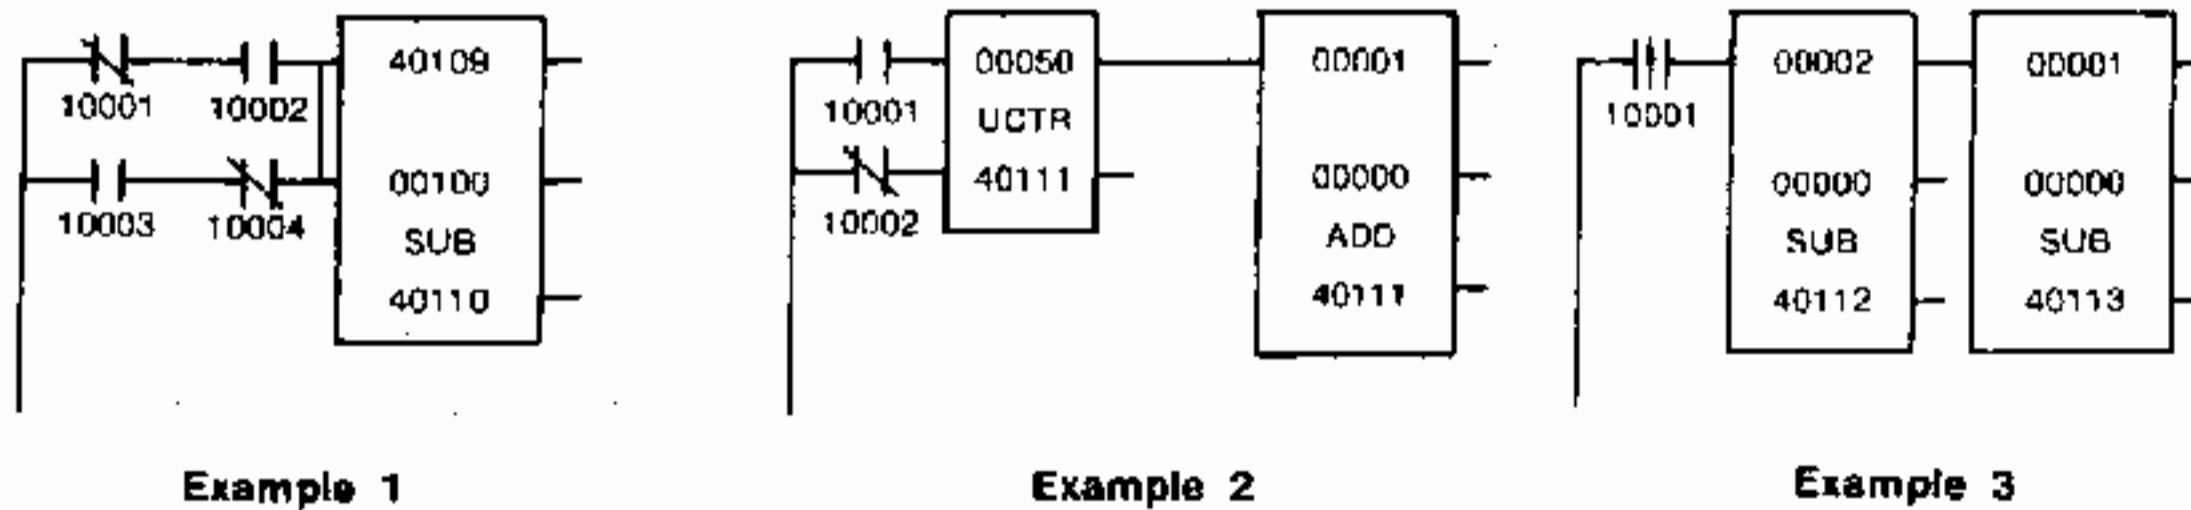 40109
10001 10002
00100
10003 10004
SUB
40110
Example 1
00050 00001
10001 UCTR
40111 00000
10002
ADD
40111
Example 2
00002 00001
10001
00000 00000
SUB SUB
40112 40113
Example 3